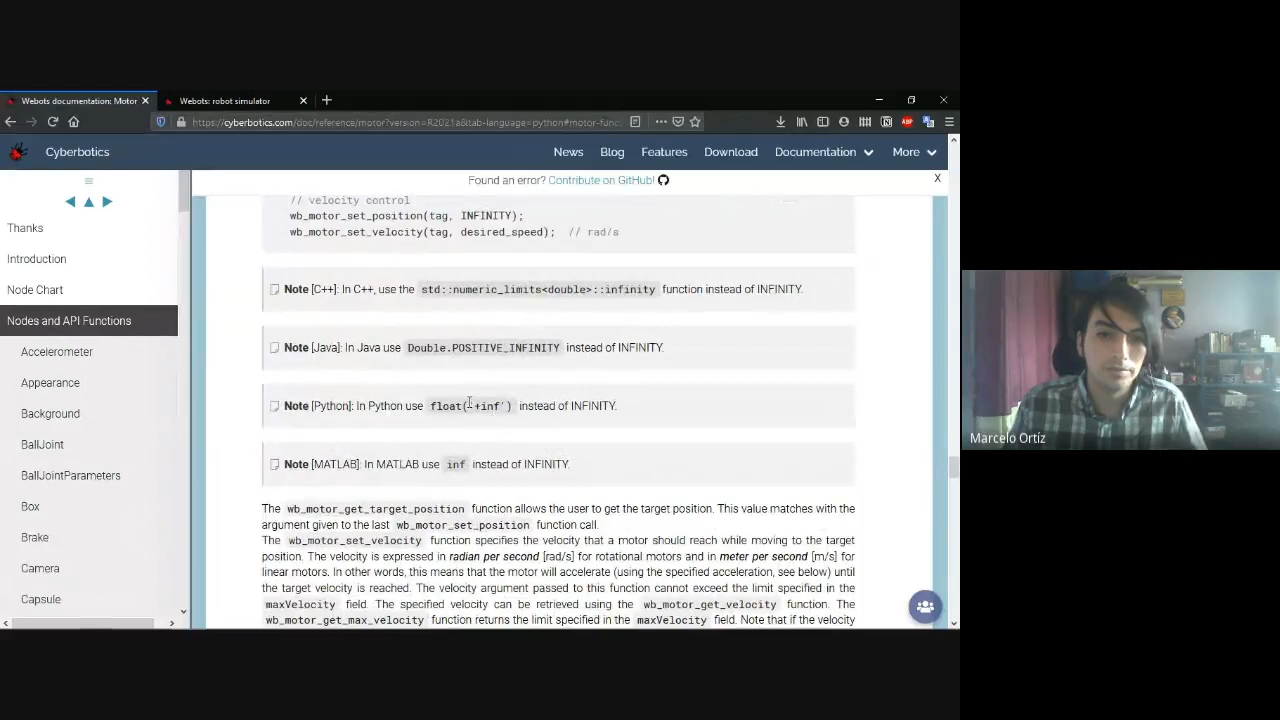 Webots documentation: Motor
Webots: robot simulator
https://cyberbotics.com/doc/reference/motor?version=R2021a&tab-language=python#motor-func
ABP
Cyberbotics
News
Blog
Features
Download
Documentation
More
Found an error? Contribute on GitHub!
X
Thanks
Introduction
Node Chart
Nodes and API Functions
Accelerometer
Appearance
Background
BallJoint
BallJointParameters
Box
Brake
Camera
Capsule
// velocity control
wb_motor_set_position(tag, INFINITY);
wb_motor_set_velocity(tag, desired_speed);  // rad/s
Note [C++]: In C++, use the std::numeric_limits<double>::infinity function instead of INFINITY.
Note [Java]: In Java use Double.POSITIVE_INFINITY instead of INFINITY.
Note [Python]: In Python use float('+inf') instead of INFINITY.
Note [MATLAB]: In MATLAB use inf instead of INFINITY.
The wb_motor_get_target_position function allows the user to get the target position. This value matches with the
argument given to the last wb_motor_set_position function call.
The wb_motor_set_velocity function specifies the velocity that a motor should reach while moving to the target
position. The velocity is expressed in radian per second [rad/s] for rotational motors and in meter per second [m/s] for
linear motors. In other words, this means that the motor will accelerate (using the specified acceleration, see below) until
the target velocity is reached. The velocity argument passed to this function cannot exceed the limit specified in the
maxVelocity field. The specified velocity can be retrieved using the wb_motor_get_velocity function. The
wb_motor_get_max_velocity function returns the limit specified in the maxVelocity field. Note that if the velocity
Marcelo Ortíz